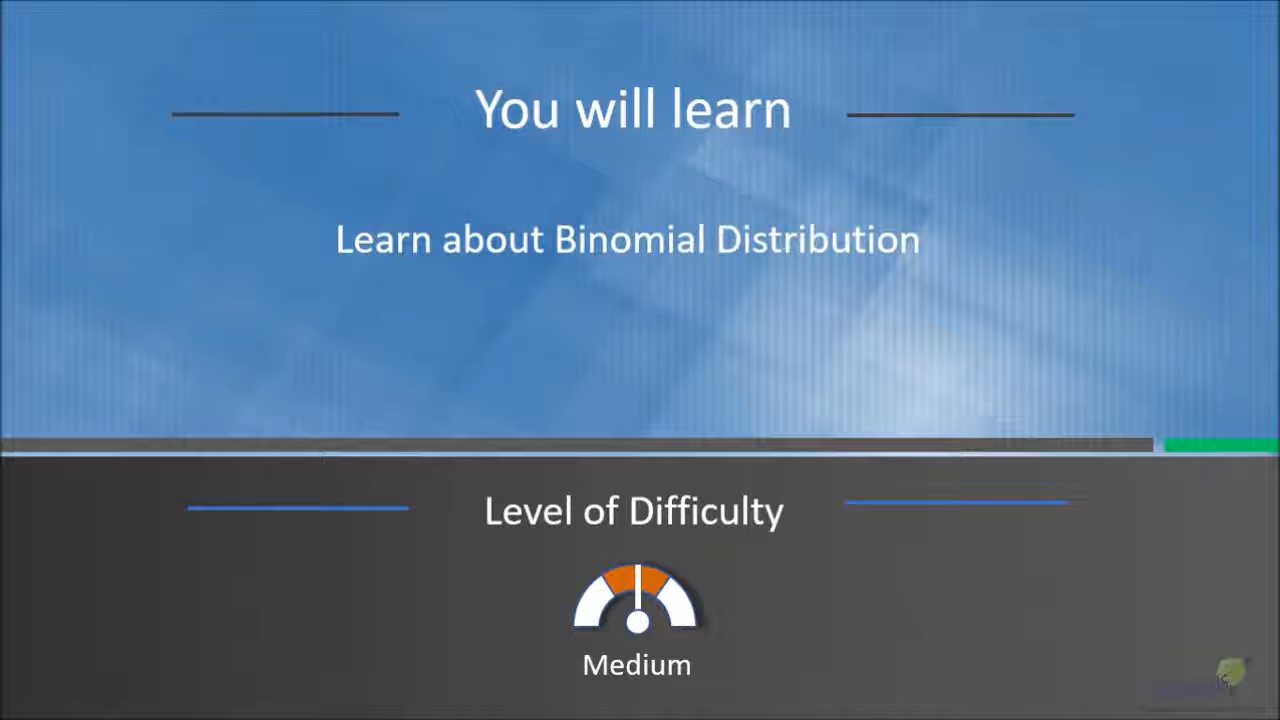 You will learn
Learn about Binomial Distribution
Level of Difficulty
Medium